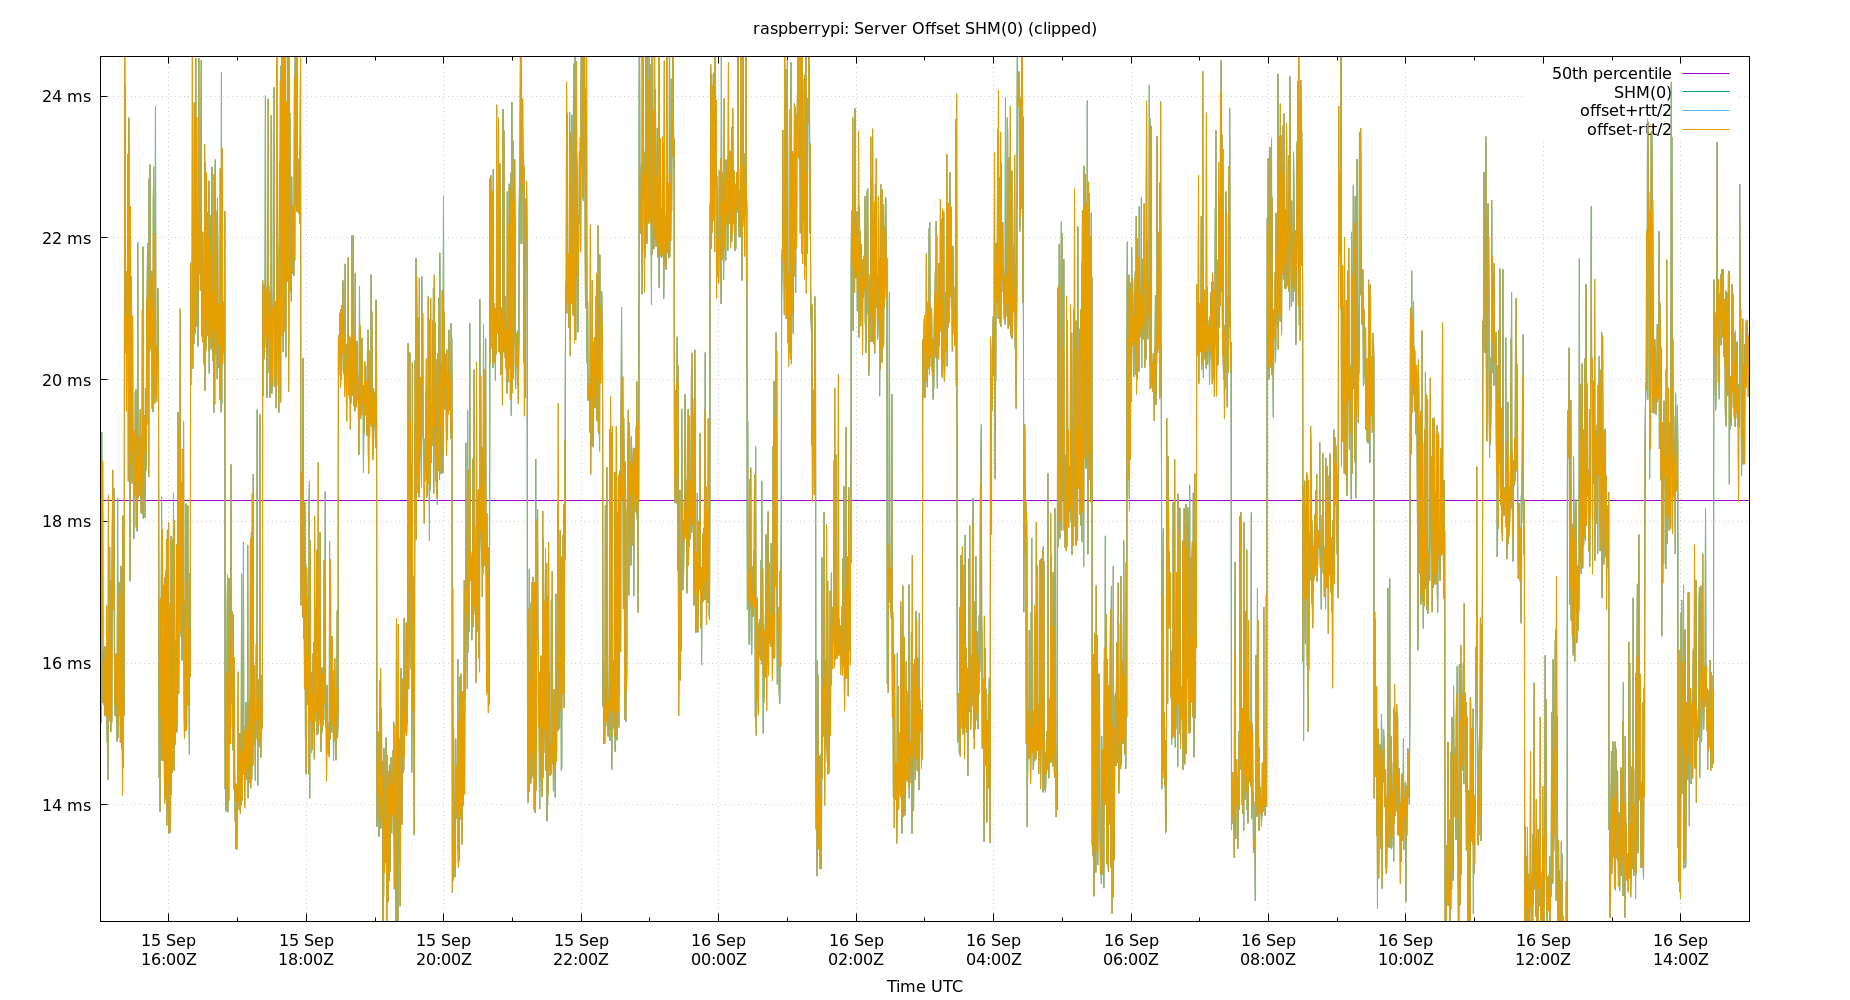 raspberrypi: Server Offset SHM(0) (clipped)
50th percentile
SHM(0)
offset+rtt/2
offset-rtt/2
24 ms
22 ms
20 ms
18 ms
16 ms
14 ms
15 Sep 15 Sep 15 Sep 15 Sep 16 Sep 16 Sep 16 Sep 16 Sep 16 Sep 16 Sep 16 Sep 16 Sep
16:00Z 18:00Z 20:00Z 22:00Z 00:00Z 02:00Z 04:00Z 06:00Z 08:00Z 10:00Z 12:00Z 14:00Z
Time UTC